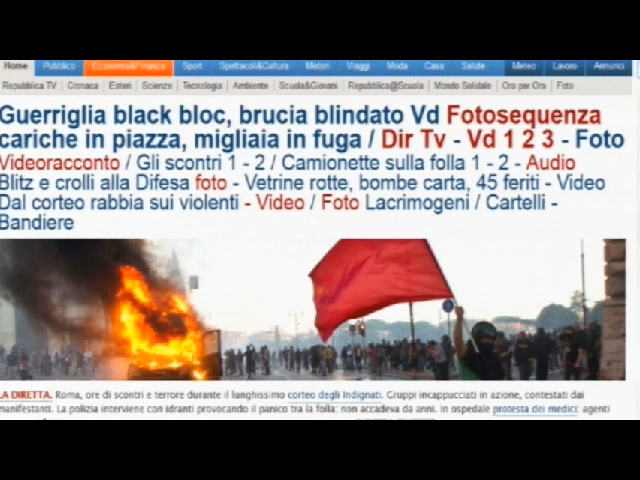 Home Pubblico Economia&Finanza Sport Spettacoli&Cultura Motori Viaggi Moda Casa Salute Meteo Lavoro Annunci
Repubblica TV Cronaca Esteri Scienze Tecnologia Ambiente Scuola&Giovani Repubblica@Scuola Mondo Solidale Ora per Ora Foto
Guerriglia black bloc, brucia blindato Vd Fotosequenza
cariche in piazza, migliaia in fuga / Dir Tv - Vd 1 2 3 - Foto
Videoracconto / Gli scontri 1 - 2 / Camionette sulla folla 1 - 2 - Audio
Blitz e crolli alla Difesa foto - Vetrine rotte, bombe carta, 45 feriti - Video
Dal corteo rabbia sui violenti - Video / Foto Lacrimogeni / Cartelli -
Bandiere
LA DIRETTA. Roma, ore di scontri e terrore durante il lunghissimo corteo degli Indignati. Gruppi incappucciati in azione, contestati dai
manifestanti. La polizia interviene con idranti provocando il panico tra la folla: non accadeva da anni. In ospedale protesta dei medici: agenti